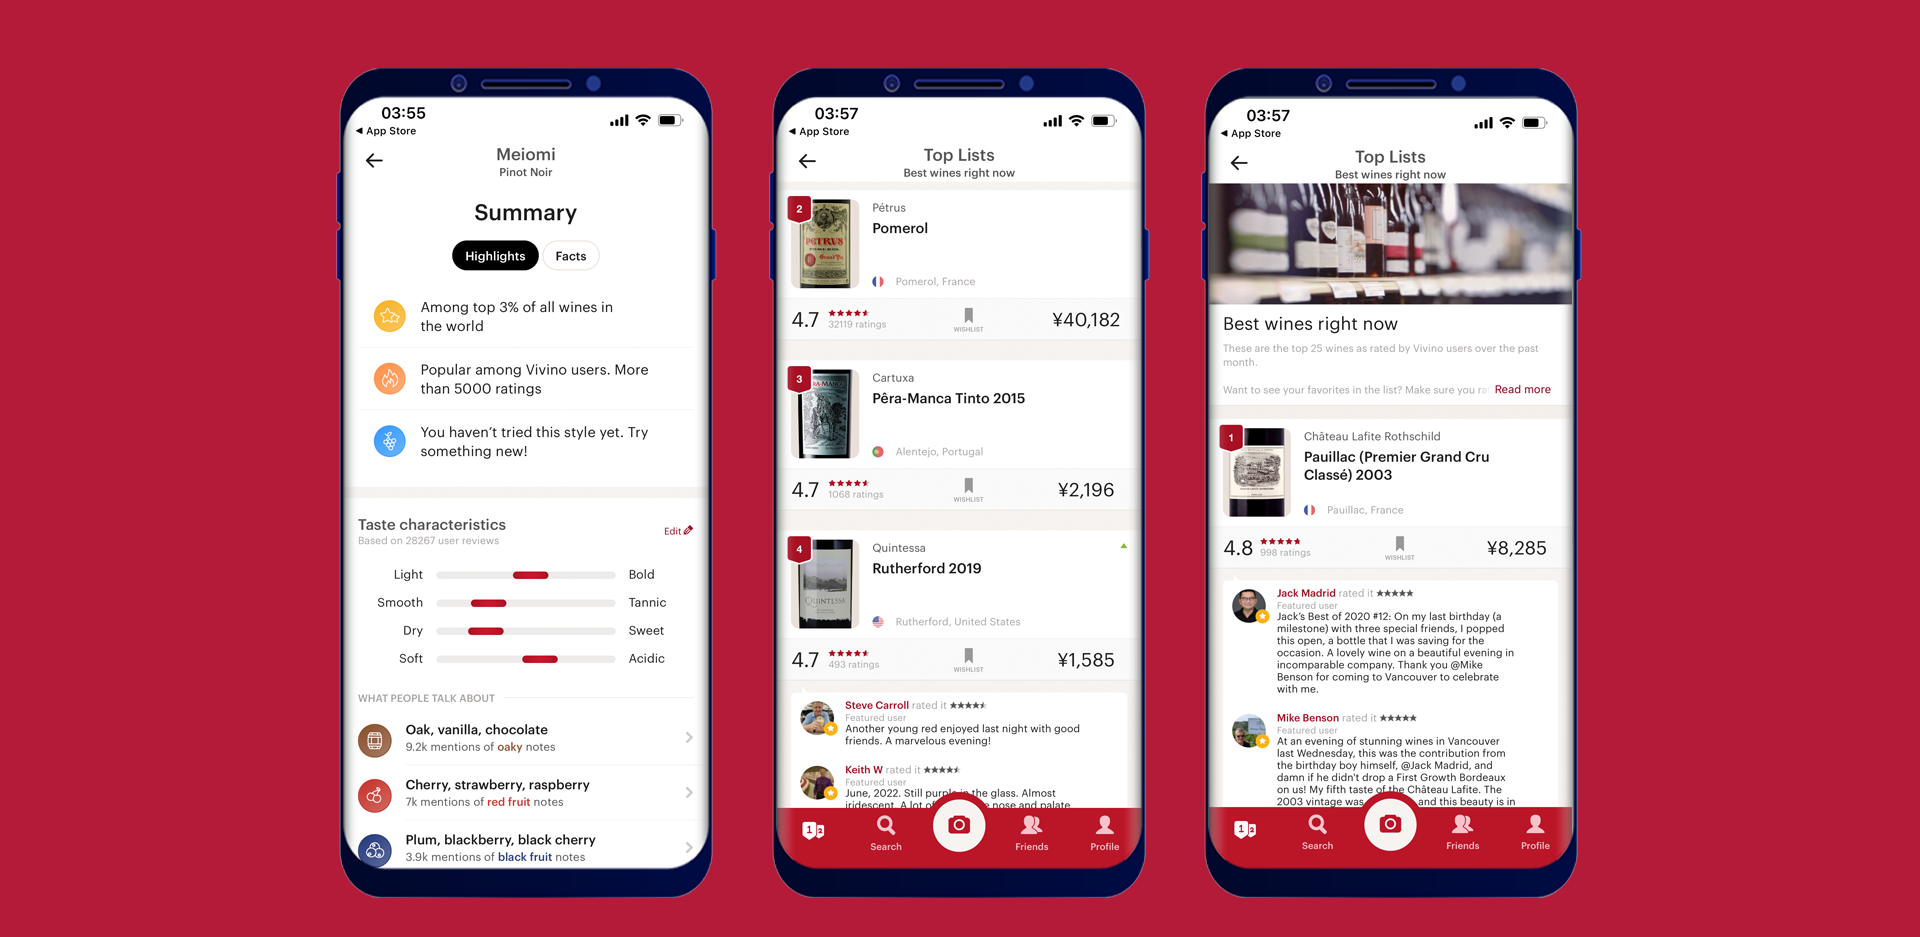 03:55
App Store
Meiomi
Pinot Noir
Summary
Highlights
Facts
Among top 3% of all wines in
the world
Popular among Vivino users. More
than 5000 ratings
You haven’t tried this style yet. Try
something new!
Taste characteristics
Edit
Based on 28267 user reviews
Light
Bold
Smooth
Tannic
Dry
Sweet
Soft
Acidic
WHAT PEOPLE TALK ABOUT
Oak, vanilla, chocolate
9.2k mentions of oaky notes
Cherry, strawberry, raspberry
7k mentions of red fruit notes
Plum, blackberry, black cherry
3.9k mentions of black fruit notes
03:57
App Store
Top Lists
Best wines right now
2
PETRUS
Pétrus
Pomerol
Pomerol, France
4.7
32119 ratings
WISHLIST
¥40,182
3
RA-MANCA
Cartuxa
Pêra-Manca Tinto 2015
Alentejo, Portugal
4.7
1068 ratings
WISHLIST
¥2,196
4
QUINTESSA
Quintessa
Rutherford 2019
Rutherford, United States
4.7
493 ratings
WISHLIST
¥1,585
Steve Carroll rated it
Featured user
Another young red enjoyed last night with good
friends. A marvelous evening!
Keith W rated it
Featured user
June, 2022. Still purple in the glass. Almost
iridescent. A lot of nose and palate
1 2
Search
Friends
Profile
03:57
App Store
Top Lists
Best wines right now
Best wines right now
These are the top 25 wines as rated by Vivino users over the past
month.
Want to see your favorites in the list? Make sure you ra Read more
1
Château Lafite Rothschild
Pauillac (Premier Grand Cru
Classé) 2003
Pauillac, France
4.8
998 ratings
WISHLIST
¥8,285
Jack Madrid rated it
Featured user
Jack’s Best of 2020 #12: On my last birthday (a
milestone) with three special friends, I popped
this open, a bottle that I was saving for the
occasion. A lovely wine on a beautiful evening in
incomparable company. Thank you @Mike
Benson for coming to Vancouver to celebrate
with me.
Mike Benson rated it
Featured user
At an evening of stunning wines in Vancouver
last Wednesday, this was the contribution from
the birthday boy himself, @Jack Madrid, and
damn if he didn't drop a First Growth Bordeaux
on us! My fifth taste of the Château Lafite. The
2003 vintage was and this beauty is in
1 2
Search
Friends
Profile